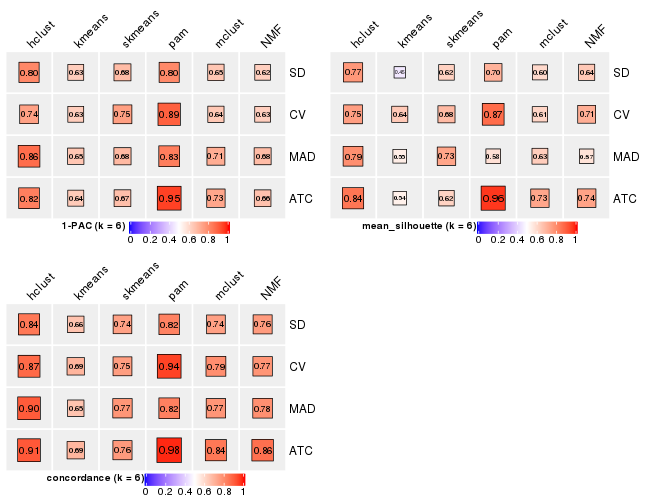 hclust kmeans skmeans pam mclust NMF
0.80 0.63 0.68 0.80 0.65 0.62 SD
0.74 0.63 0.75 0.89 0.64 0.63 CV
0.86 0.65 0.68 0.83 0.71 0.68 MAD
0.82 0.64 0.67 0.95 0.73 0.66 ATC
1-PAC (k = 6)
0 0.2 0.4 0.6 0.8 1
hclust kmeans skmeans pam mclust NMF
0.77 0.62 0.70 0.60 0.64 SD
0.75 0.64 0.68 0.87 0.61 0.71 CV
0.79 0.55 0.73 0.58 0.63 0.57 MAD
0.84 0.54 0.62 0.96 0.73 0.74 ATC
mean_silhouette (k = 6)
0 0.2 0.4 0.6 0.8 1
hclust kmeans skmeans pam mclust NMF
0.84 0.66 0.74 0.82 0.74 0.76 SD
0.87 0.69 0.75 0.94 0.79 0.77 CV
0.90 0.65 0.77 0.82 0.77 0.78 MAD
0.91 0.69 0.76 0.98 0.84 0.86 ATC
concordance (k = 6)
0 0.2 0.4 0.6 0.8 1